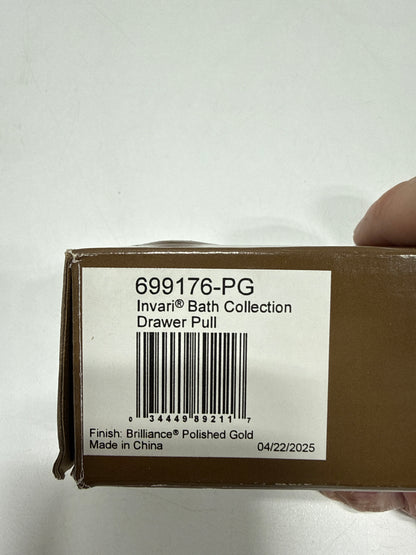 699176-PG
Invari® Bath Collection
Drawer Pull
0 34449 89211 7
Finish: Brilliance® Polished Gold
Made in China
04/22/2025